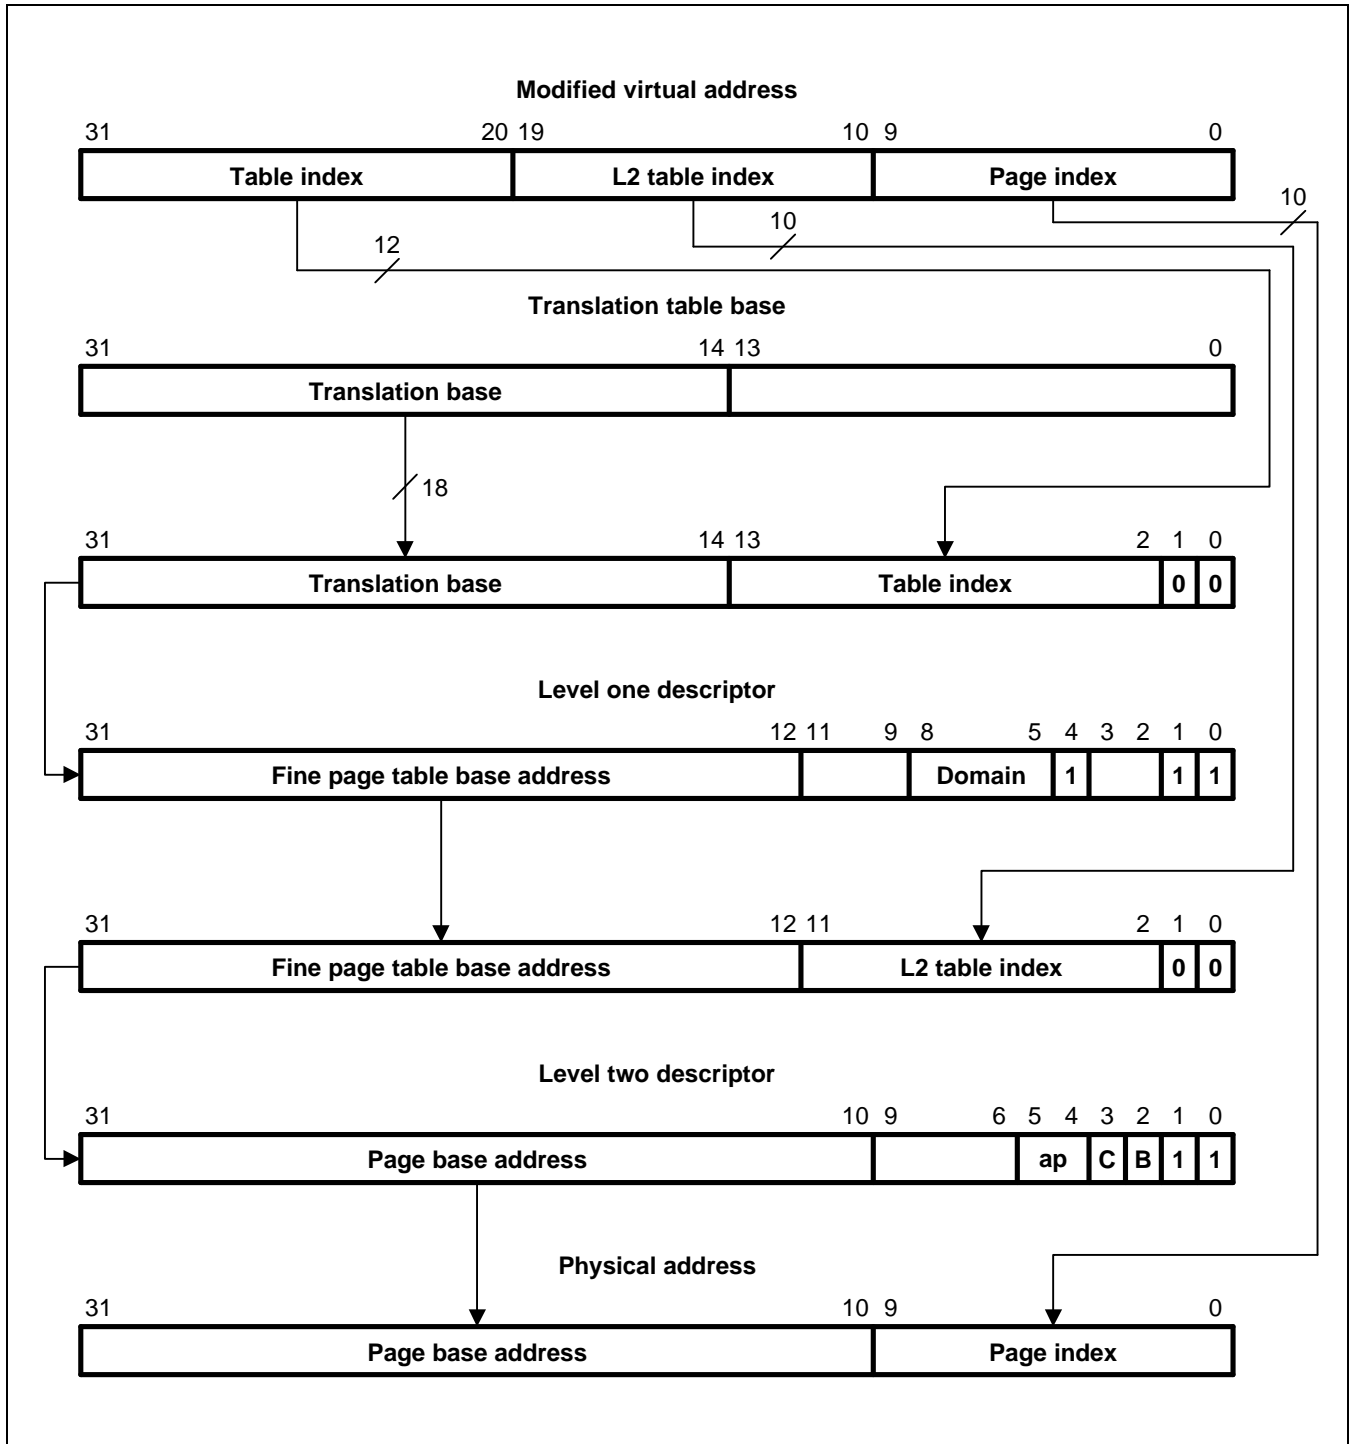 Modified virtual address
31 20 19 10 9 0
Table index L2 table index Page index
10
10
12
Translation table base
31 14 13 0
Translation base
18
31 14 13 2 1 0
Translation base Table index 0 0
Level one descriptor
31 12 11 9 8 5 4 3 2 1 0
Fine page table base address Domain 1 1 1
31 12 11 2 1 0
Fine page table base address L2 table index 0 0
Level two descriptor
31 10 9 6 5 4 3 2 1 0
Page base address ap C B 1 1
Physical address
31 10 9 0
Page base address Page index